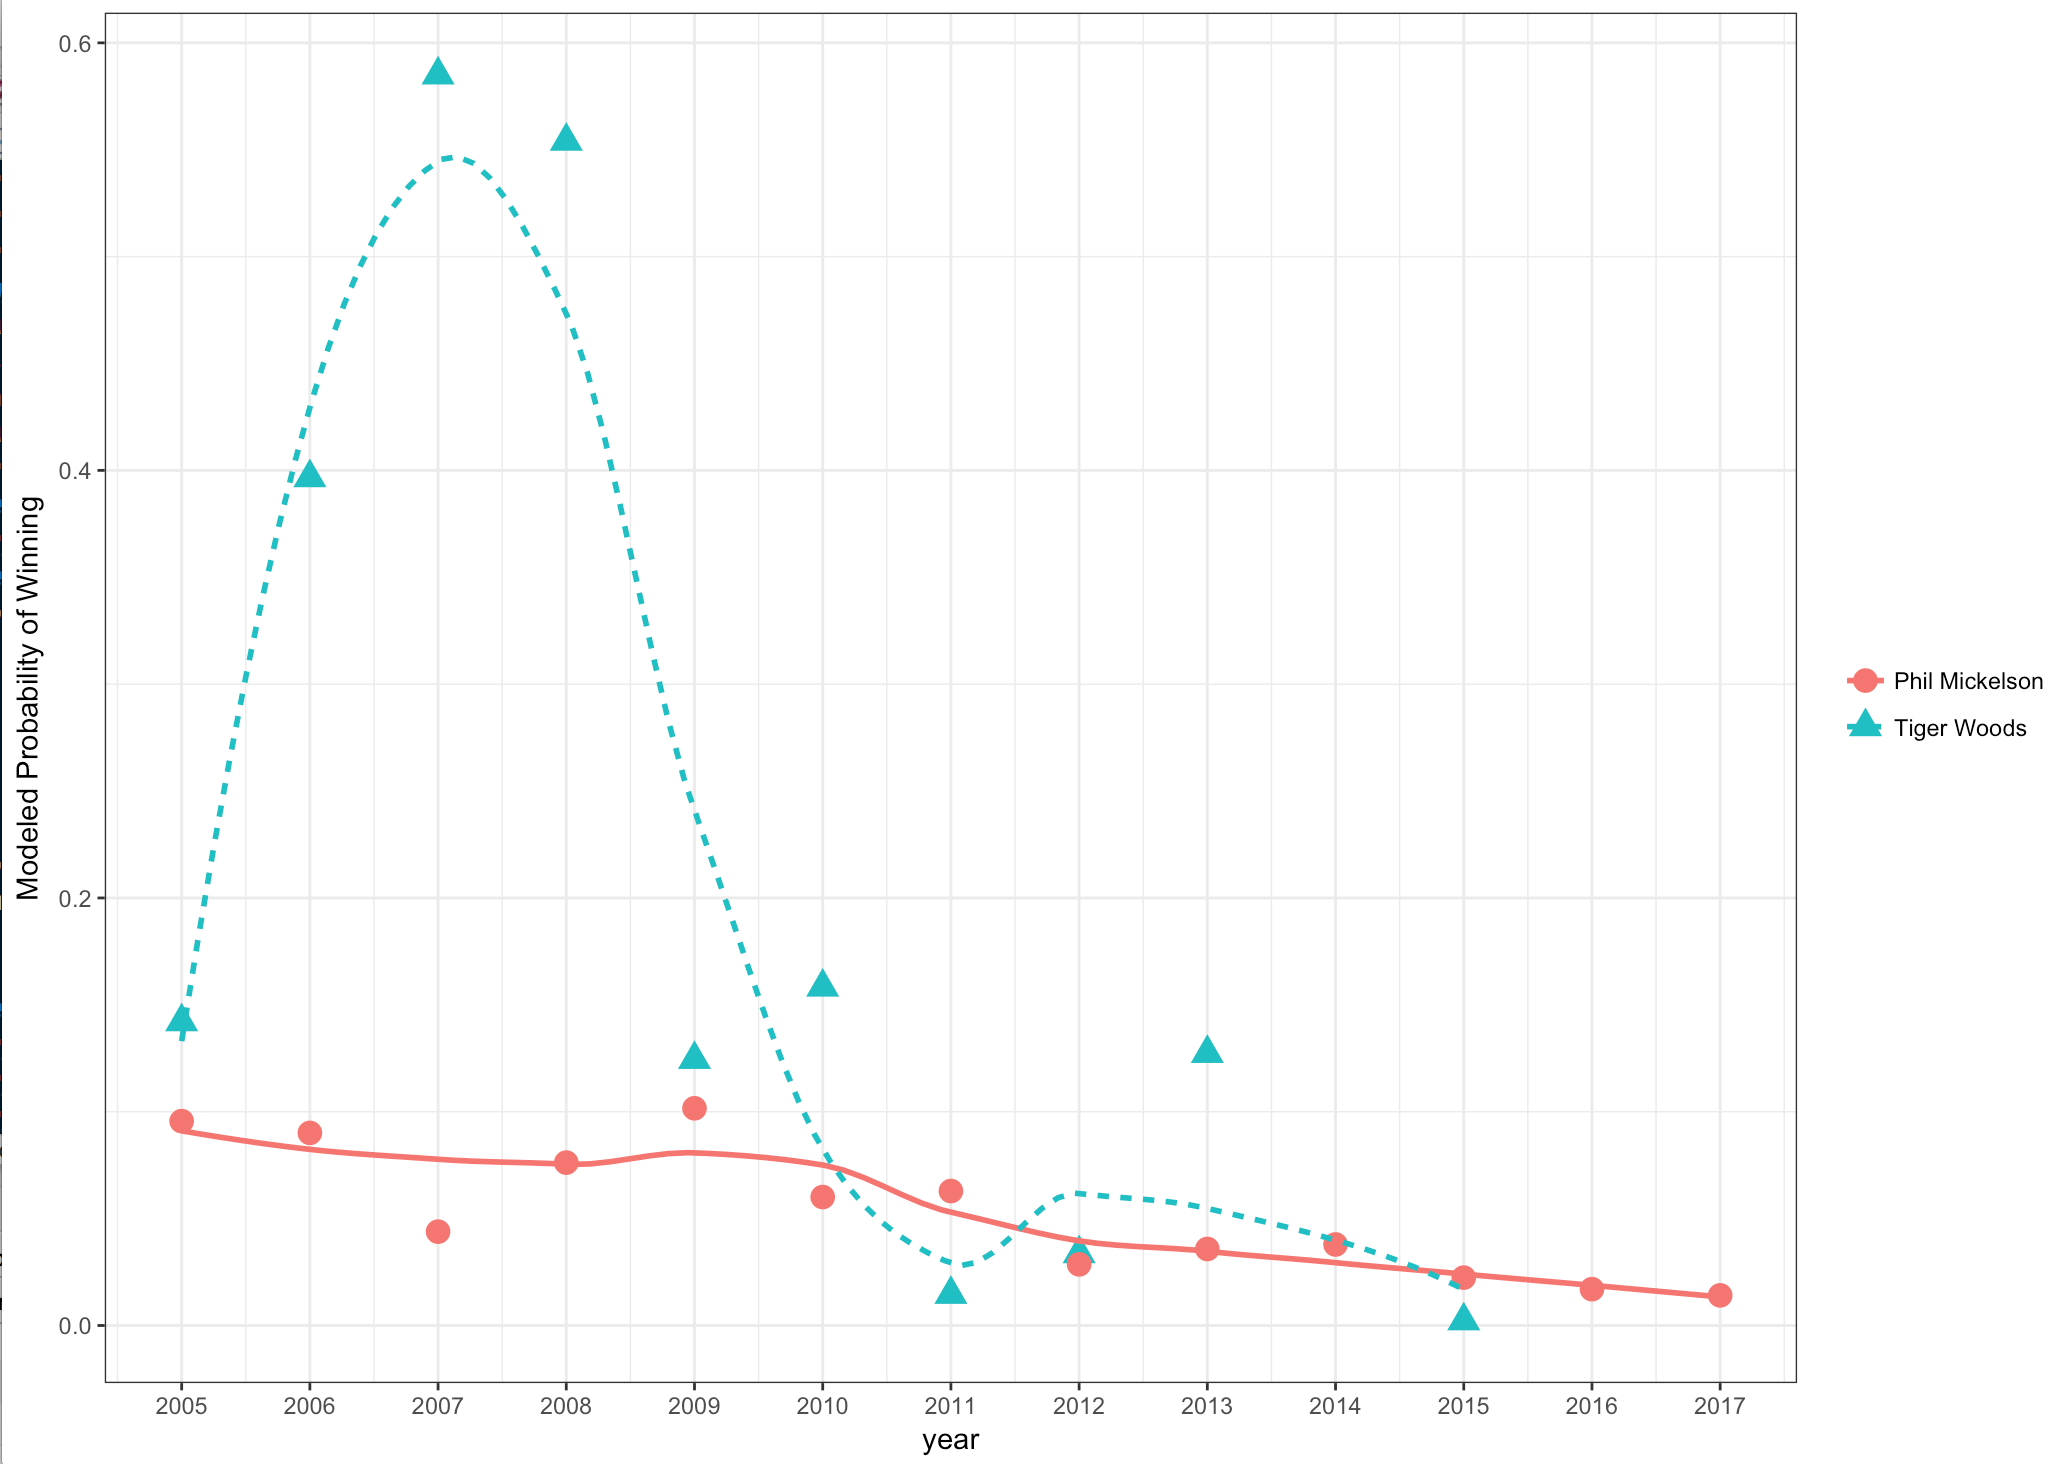 Modeled Probability of Winning
0.6
0.4
0.2
0.0
2005 2006 2007 2008 2009 2010 2011 2012 2013 2014 2015 2016 2017
year
Phil Mickelson
Tiger Woods